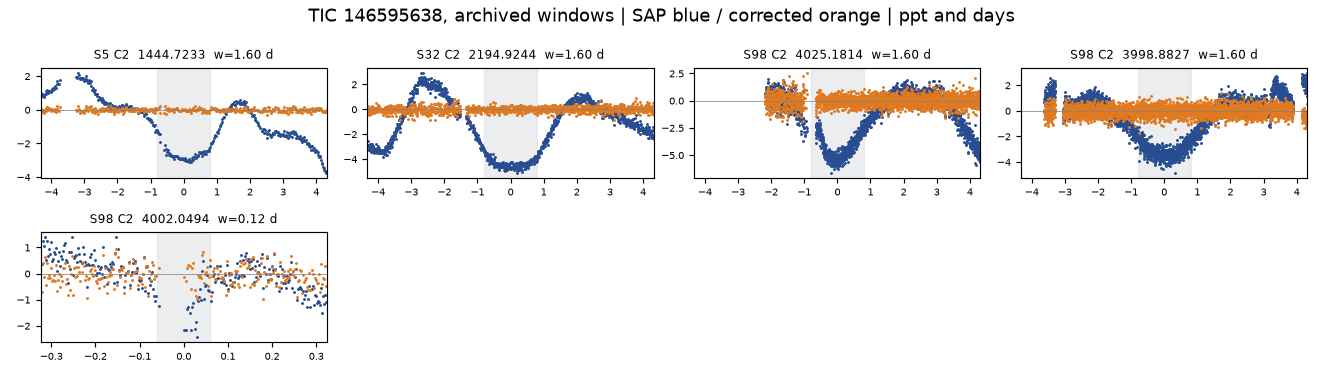 TIC 146595638, archived windows | SAP blue / corrected orange | ppt and days
S5 C2 1444.7233 w=1.60 d
S32 C2 2194.9244 w=1.60 d
S98 C2 4025.1814 w=1.60 d
S98 C2 3998.8827 w=1.60 d
2
0
−2
−4
−4 −3 −2 −1 0 1 2 3 4
2
0
−2
−4
−4 −3 −2 −1 0 1 2 3 4
2.5
0.0
−2.5
−5.0
−4 −3 −2 −1 0 1 2 3 4
2
0
−2
−4
−4 −3 −2 −1 0 1 2 3 4
S98 C2 4002.0494 w=0.12 d
1
0
−1
−2
−0.3 −0.2 −0.1 0.0 0.1 0.2 0.3